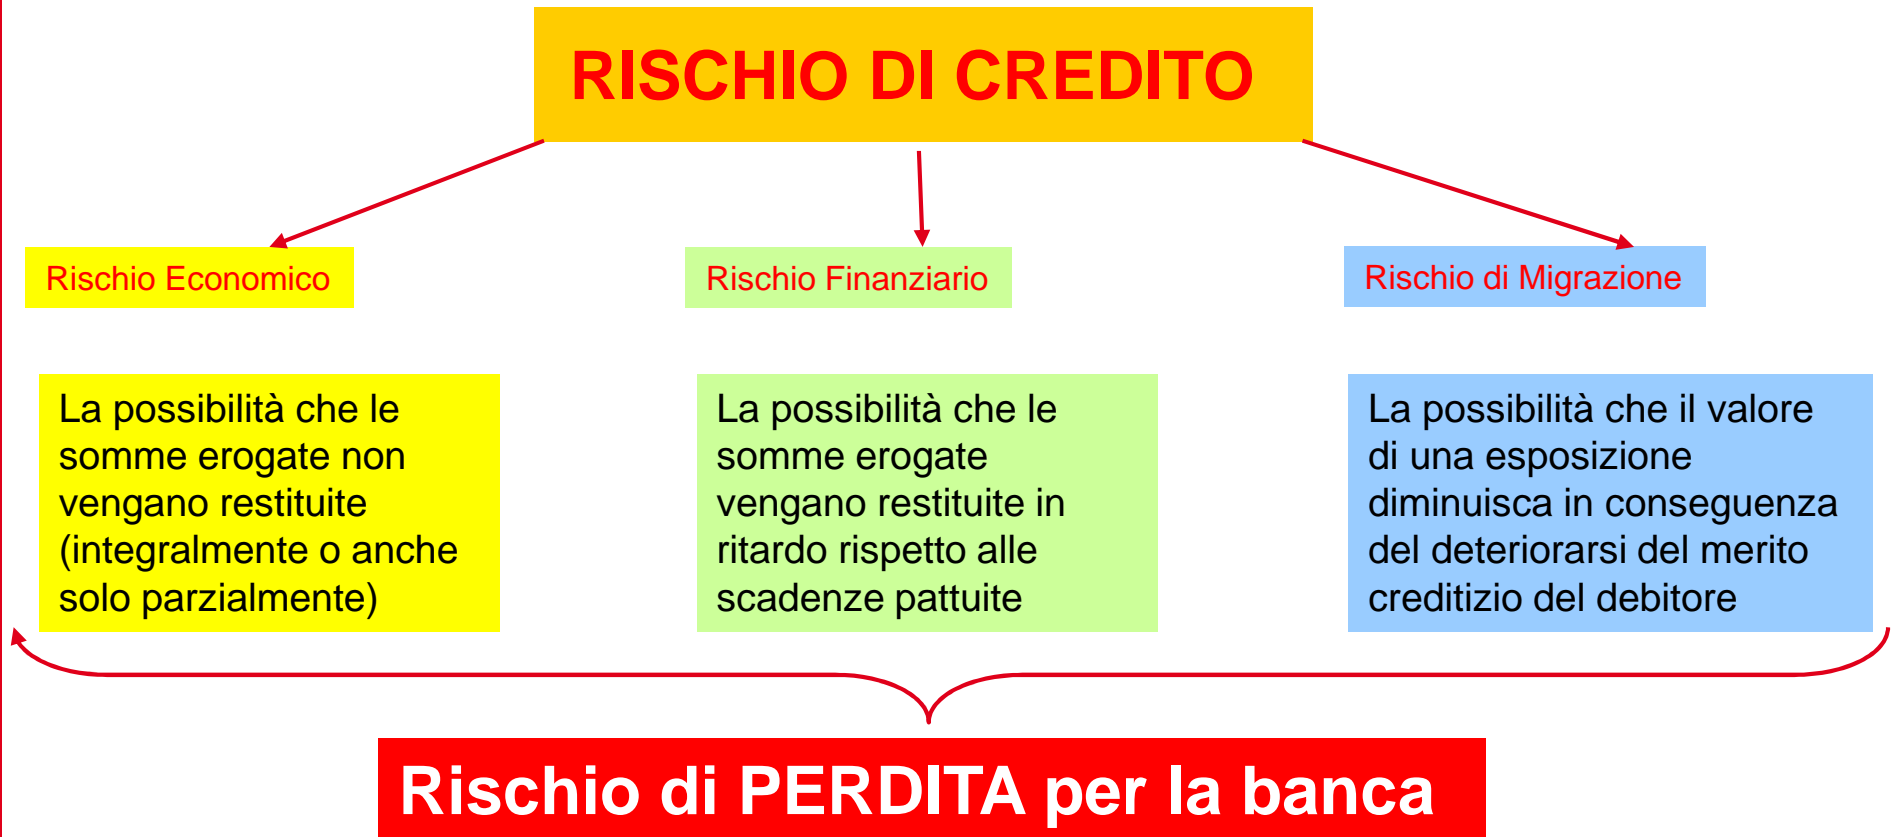 RISCHIO DI CREDITO
Rischio Economico
Rischio Finanziario
Rischio di Migrazione
La possibilità che le
somme erogate non
vengano restituite
(integralmente o anche
solo parzialmente)
La possibilità che le
somme erogate
vengano restituite in
ritardo rispetto alle
scadenze pattuite
La possibilità che il valore
di una esposizione
diminuisca in conseguenza
del deteriorarsi del merito
creditizio del debitore
Rischio di PERDITA per la banca